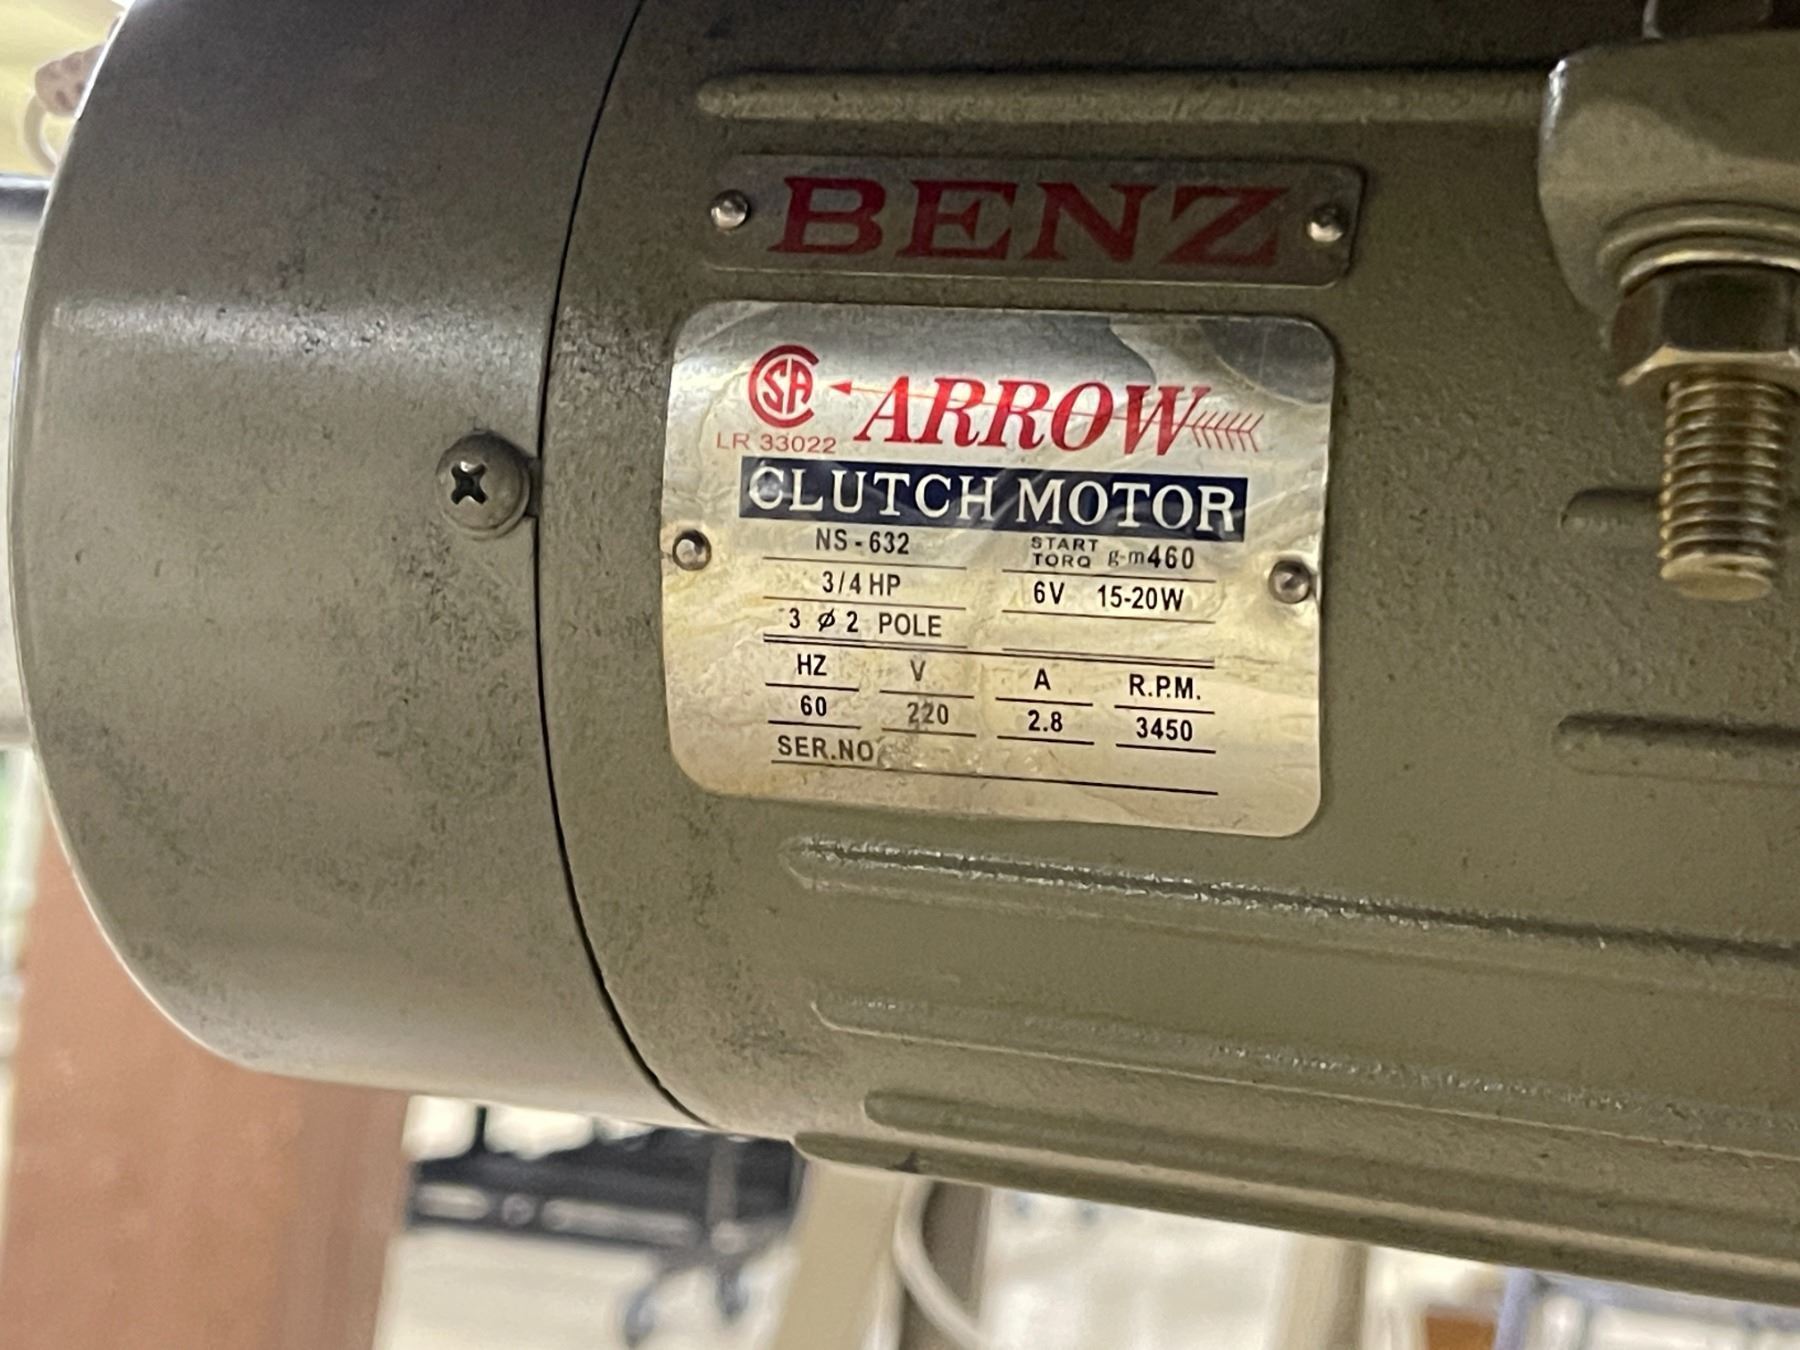 BENZ
CSA ARROW
LR 33022
CLUTCH MOTOR
NS-632 START TORQ g-m460
3/4 HP 6V 15-20W
3 ø 2 POLE
HZ V A R.P.M.
60 220 2.8 3450
SER.NO